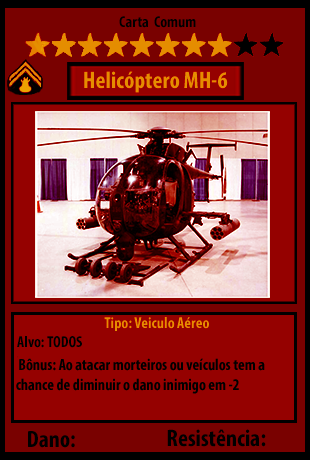 Carta Comum
Helicóptero MH-6
Tipo: Veiculo Aéreo
Alvo: TODOS
Bônus: Ao atacar morteiros ou veículos tem a
chance de diminuir o dano inimigo em -2
Dano: Resistência: